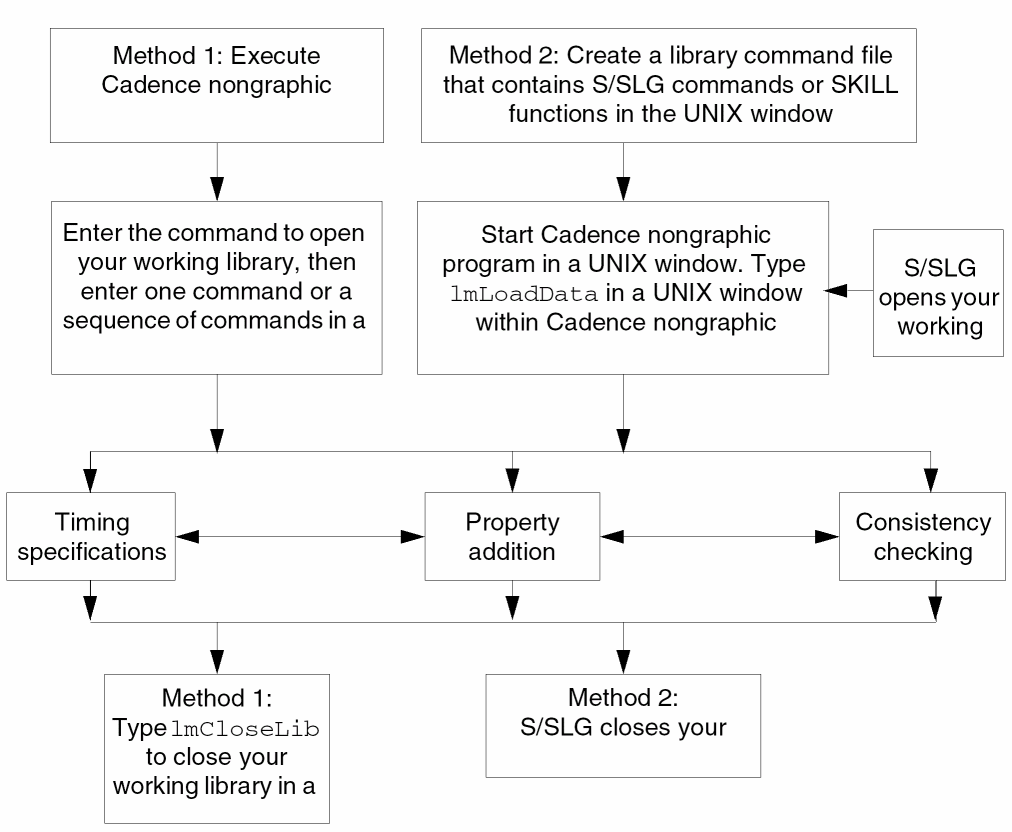 Method 1: Execute
Cadence nongraphic
Method 2: Create a library command file
that contains S/SLG commands or SKILL
functions in the UNIX window
Enter the command to open
your working library, then
enter one command or a
sequence of commands in a
Start Cadence nongraphic
program in a UNIX window. Type
lmLoadData in a UNIX window
within Cadence nongraphic
S/SLG
opens your
working
Timing
specifications
Property
addition
Consistency
checking
Method 1:
Type lmCloseLib
to close your
working library in a
Method 2:
S/SLG closes your